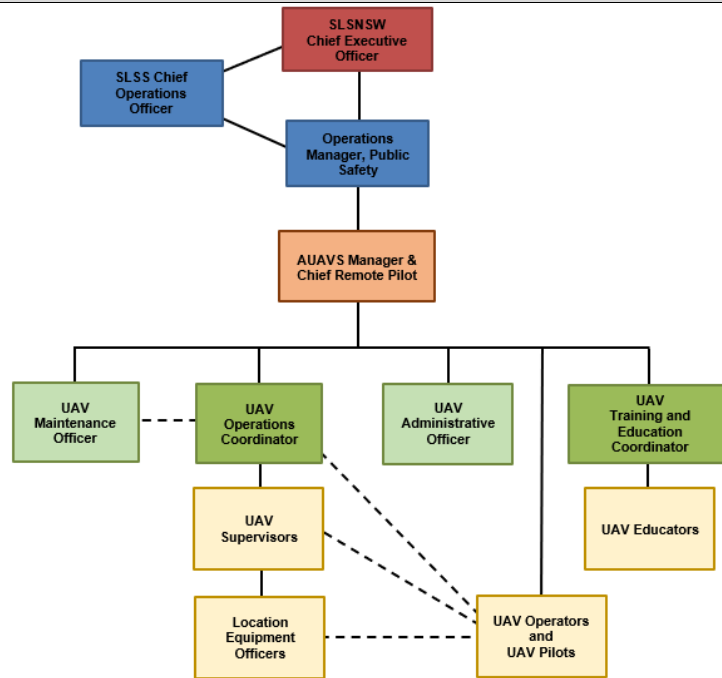 SLSNSW
Chief Executive
Officer
SLSS Chief
Operations
Officer
Operations
Manager, Public
Safety
AUAVS Manager &
Chief Remote Pilot
UAV
Maintenance
Officer
UAV
Operations
Coordinator
UAV
Administrative
Officer
UAV
Training and
Education
Coordinator
UAV
Supervisors
UAV Educators
Location
Equipment
Officers
UAV Operators
and
UAV Pilots